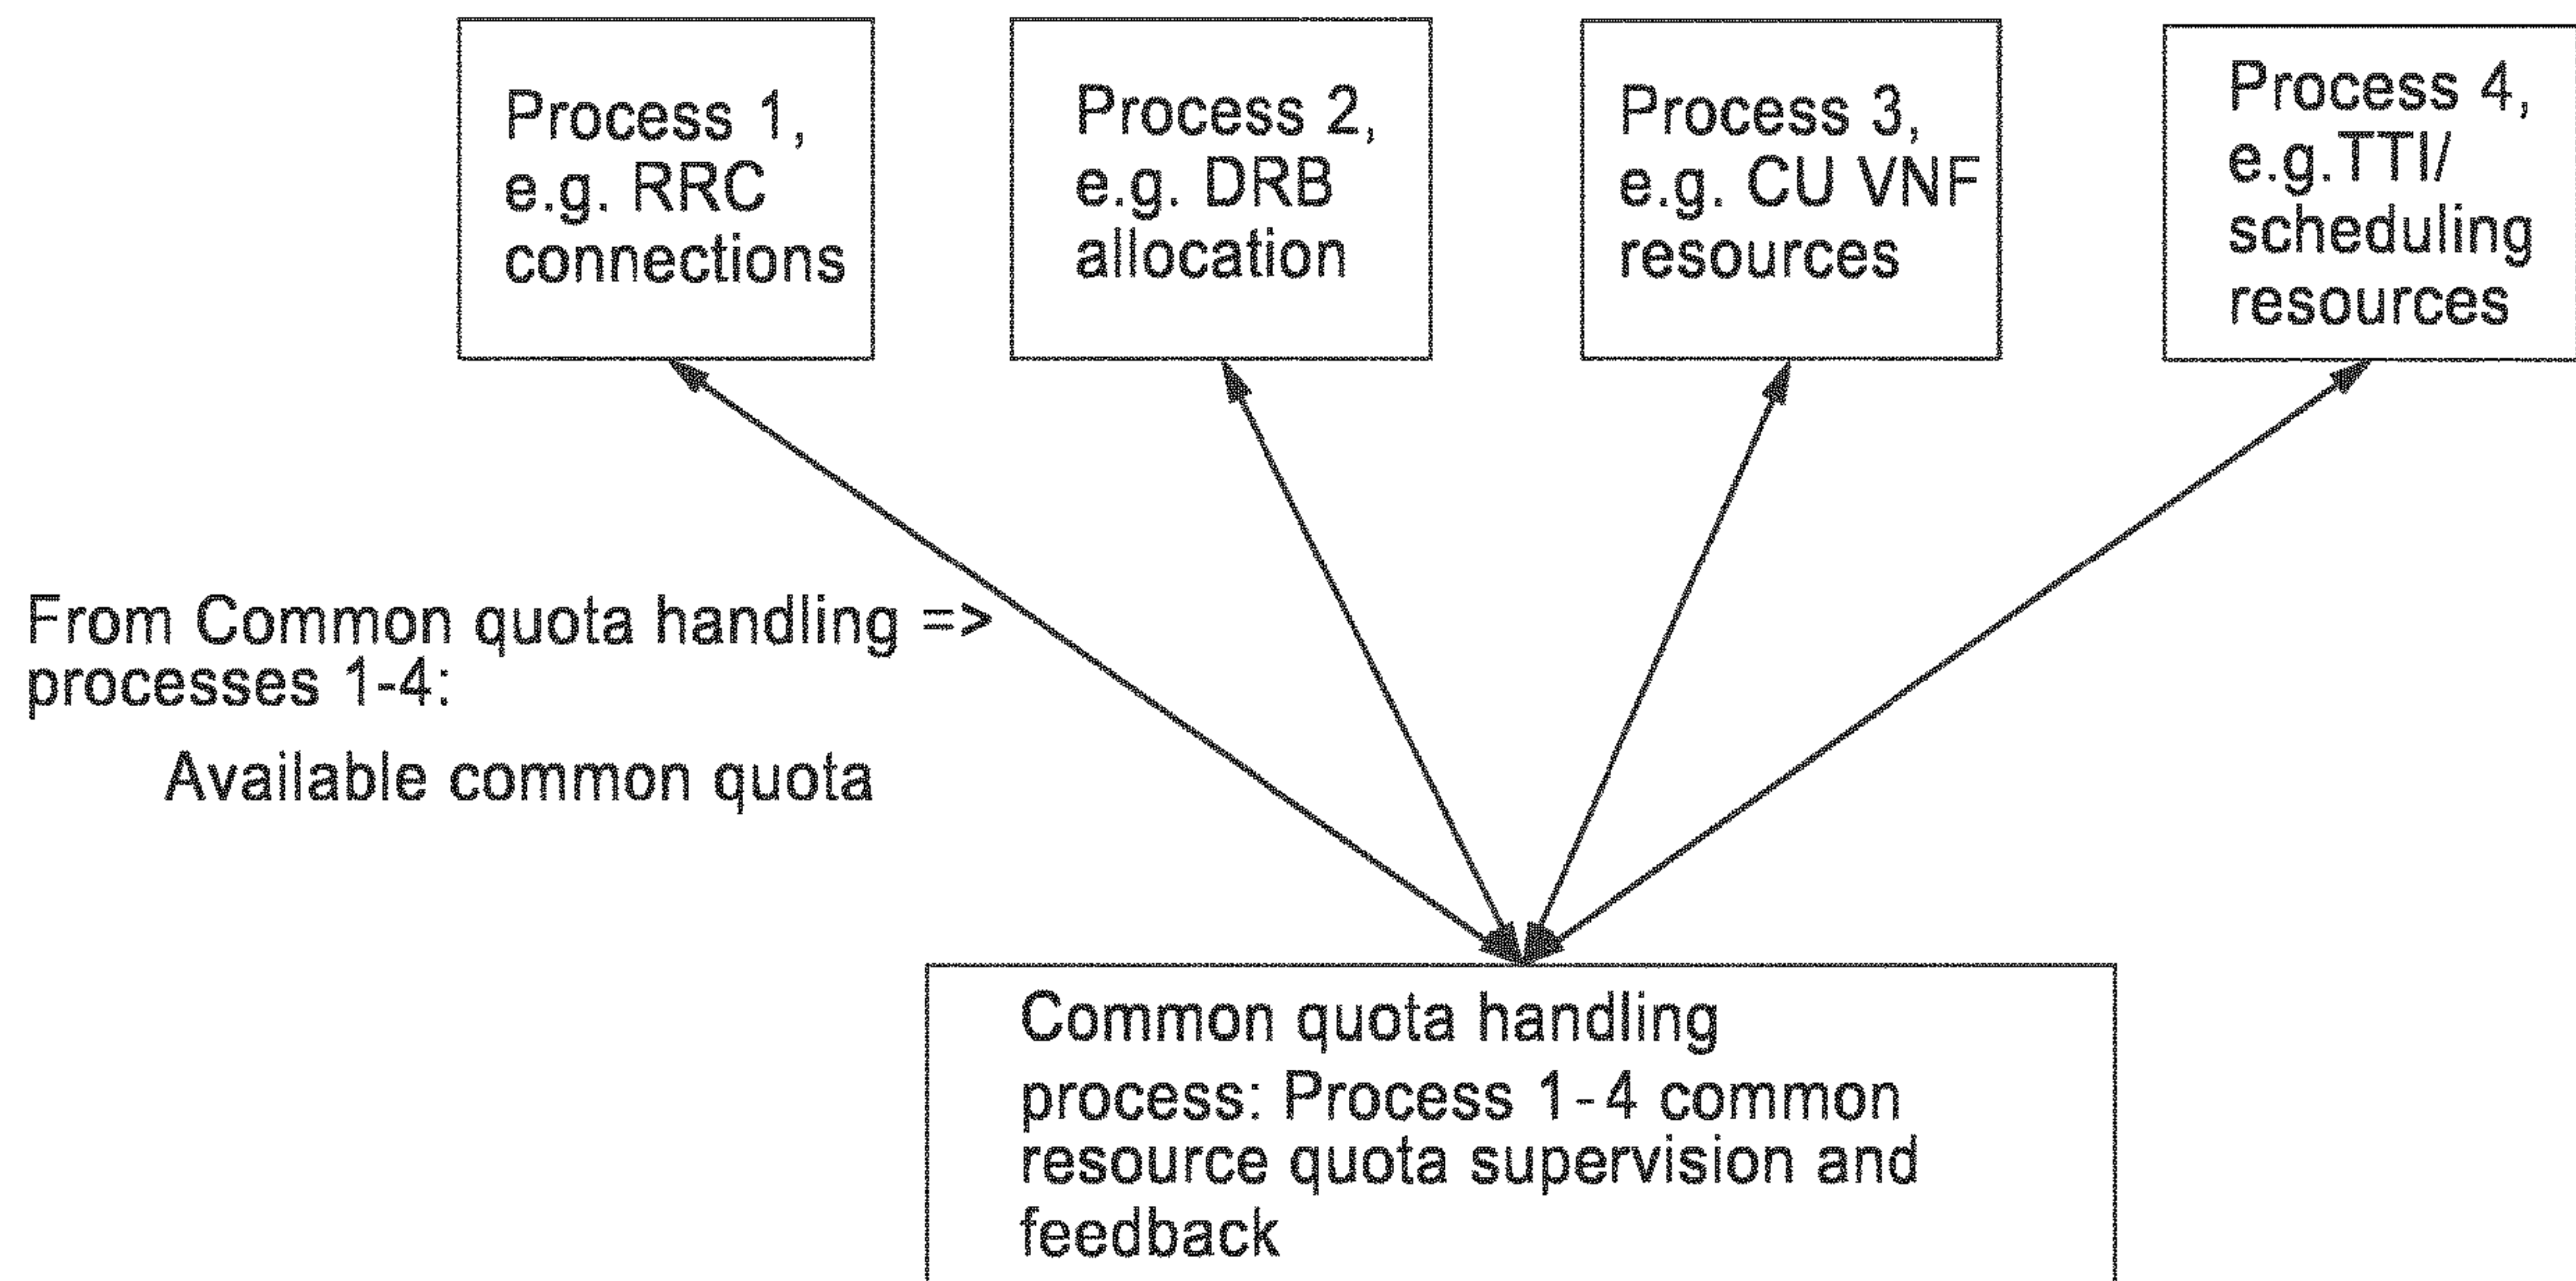 Process 1,
e.g. RRC
connections
Process 2,
e.g. DRB
allocation
Process 3,
e.g. CU VNF
resources
Process 4,
e.g.TTI/
scheduling
resources
From Common quota handling =>
processes 1-4:
Available common quota
Common quota handling
process: Process 1-4 common
resource quota supervision and
feedback